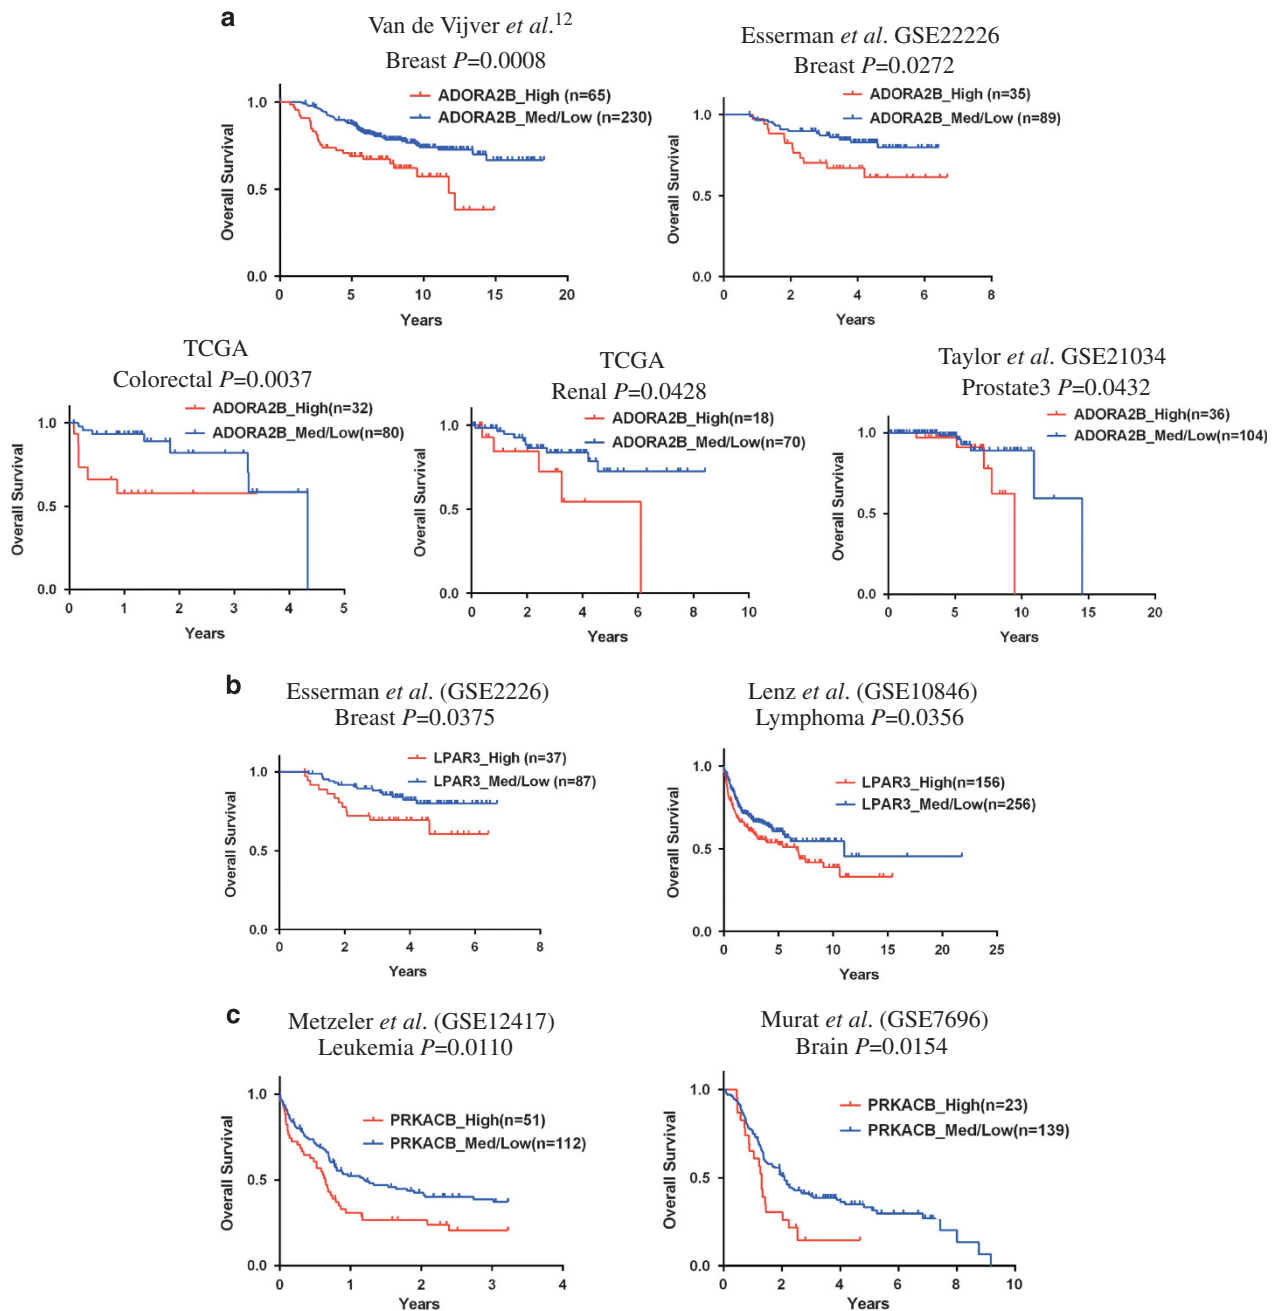 a
Van de Vijver et al.12
Breast P=0.0008
ADORA2B_High (n=65)
ADORA2B_Med/Low (n=230)
Overall Survival
1.0
0.5
0.0
0 5 10 15 20
Years
Esserman et al. GSE22226
Breast P=0.0272
ADORA2B_High (n=35)
ADORA2B_Med/Low (n=89)
Overall Survival
1.0
0.5
0.0
0 2 4 6 8
Years
TCGA
Colorectal P=0.0037
ADORA2B_High(n=32)
ADORA2B_Med/Low(n=80)
Overall Survival
1.0
0.5
0.0
0 1 2 3 4 5
Years
TCGA
Renal P=0.0428
ADORA2B_High(n=18)
ADORA2B_Med/Low(n=70)
Overall Survival
1.0
0.5
0.0
0 2 4 6 8 10
Years
Taylor et al. GSE21034
Prostate3 P=0.0432
ADORA2B_High(n=36)
ADORA2B_Med/Low(n=104)
Overall Survival
1.0
0.5
0.0
0 5 10 15 20
Years
b
Esserman et al. (GSE2226)
Breast P=0.0375
LPAR3_High (n=37)
LPAR3_Med/Low (n=87)
Overall Survival
1.0
0.5
0.0
0 2 4 6 8
Years
Lenz et al. (GSE10846)
Lymphoma P=0.0356
LPAR3_High(n=156)
LPAR3_Med/Low(n=256)
Overall Survival
1.0
0.5
0.0
0 5 10 15 20 25
Years
c
Metzeler et al. (GSE12417)
Leukemia P=0.0110
PRKACB_High(n=51)
PRKACB_Med/Low(n=112)
Overall Survival
1.0
0.5
0.0
0 1 2 3 4
Years
Murat et al. (GSE7696)
Brain P=0.0154
PRKACB_High(n=23)
PRKACB_Med/Low(n=139)
Overall Survival
1.0
0.5
0.0
0 2 4 6 8 10
Years